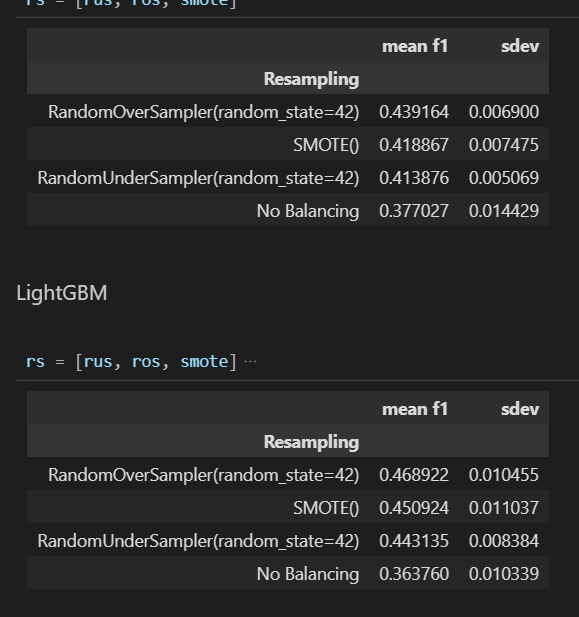 rs = [rus, ros, smote]
mean f1 sdev
Resampling
RandomOverSampler(random_state=42) 0.439164 0.006900
SMOTE() 0.418867 0.007475
RandomUnderSampler(random_state=42) 0.413876 0.005069
No Balancing 0.377027 0.014429
LightGBM
rs = [rus, ros, smote] ···
mean f1 sdev
Resampling
RandomOverSampler(random_state=42) 0.468922 0.010455
SMOTE() 0.450924 0.011037
RandomUnderSampler(random_state=42) 0.443135 0.008384
No Balancing 0.363760 0.010339